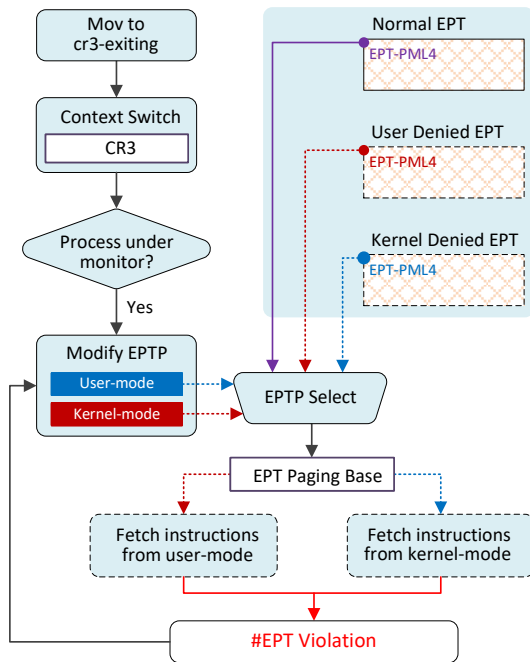 Mov to
cr3-exiting
Context Switch
CR3
Process under
monitor?
Yes
Modify EPTP
User-mode
Kernel-mode
Normal EPT
EPT-PML4
User Denied EPT
EPT-PML4
Kernel Denied EPT
EPT-PML4
EPTP Select
EPT Paging Base
Fetch instructions
from user-mode
Fetch instructions
from kernel-mode
#EPT Violation